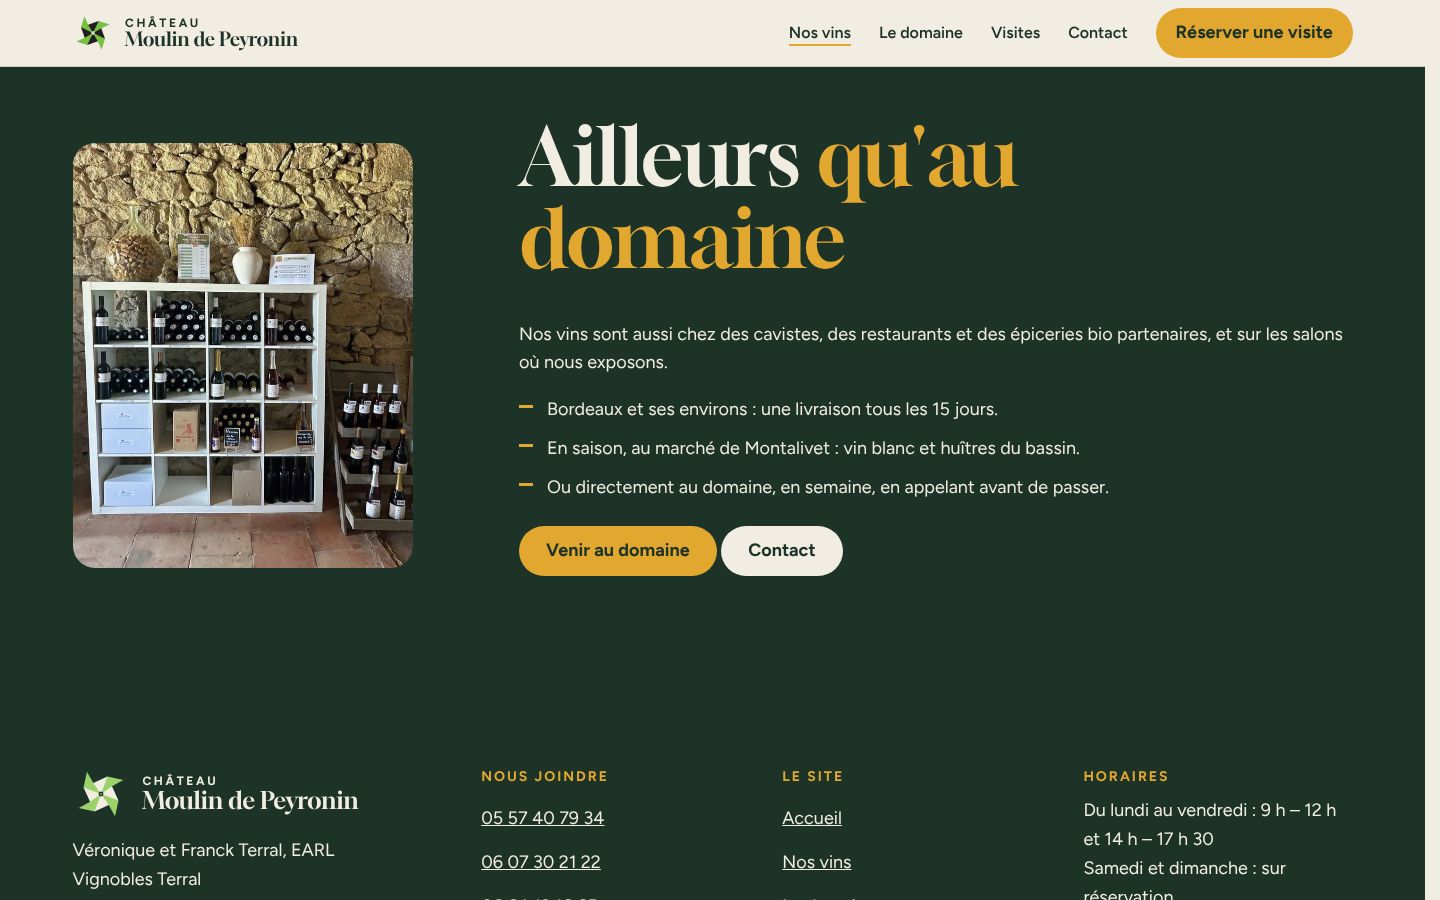 CHÂTEAU
Moulin de Peyronin
Nos vins
Le domaine
Visites
Contact
Réserver une visite
Ailleurs qu'au
domaine
Nos vins sont aussi chez des cavistes, des restaurants et des épiceries bio partenaires, et sur les salons
où nous exposons.
Bordeaux et ses environs : une livraison tous les 15 jours.
En saison, au marché de Montalivet : vin blanc et huîtres du bassin.
Ou directement au domaine, en semaine, en appelant avant de passer.
Venir au domaine
Contact
CHÂTEAU
Moulin de Peyronin
Véronique et Franck Terral, EARL
Vignobles Terral
NOUS JOINDRE
05 57 40 79 34
06 07 30 21 22
LE SITE
Accueil
Nos vins
HORAIRES
Du lundi au vendredi : 9 h – 12 h
et 14 h – 17 h 30
Samedi et dimanche : sur
réservation